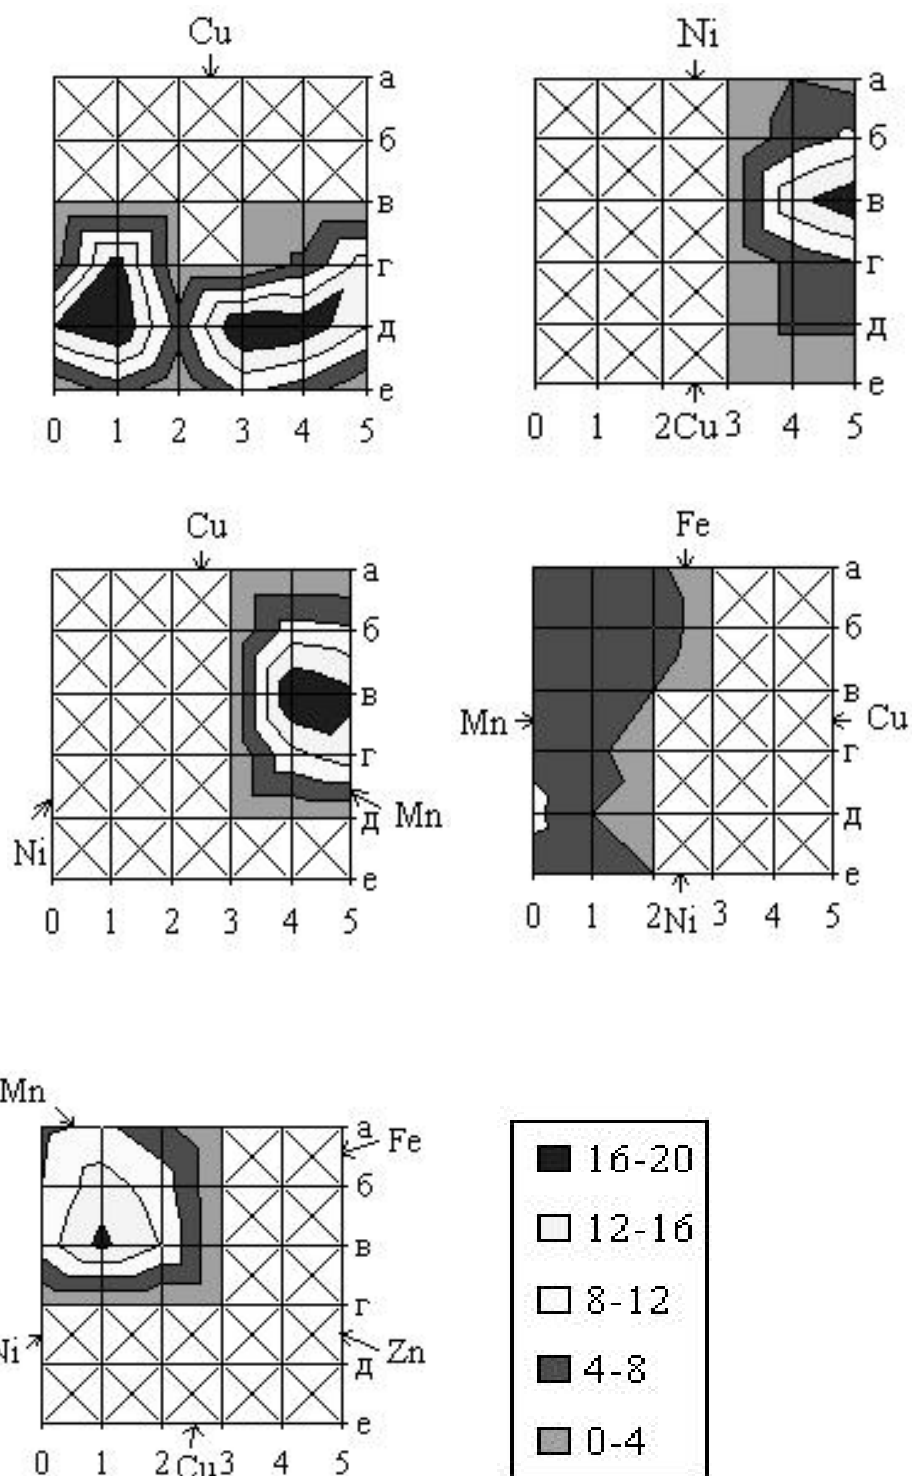 Cu
а
б
в
г
д
е
0 1 2 3 4 5
Ni
а
б
в
г
д
е
0 1 2Cu3 4 5
Cu
а
б
в
г
д
е
Ni
Mn
0 1 2 3 4 5
Fe
а
б
в
г
д
е
Mn
Cu
0 1 2Ni 3 4 5
Mn
а
Fe
б
в
г
Ni
Zn
д
е
0 1 2Cu3 4 5
16-20
12-16
8-12
4-8
0-4